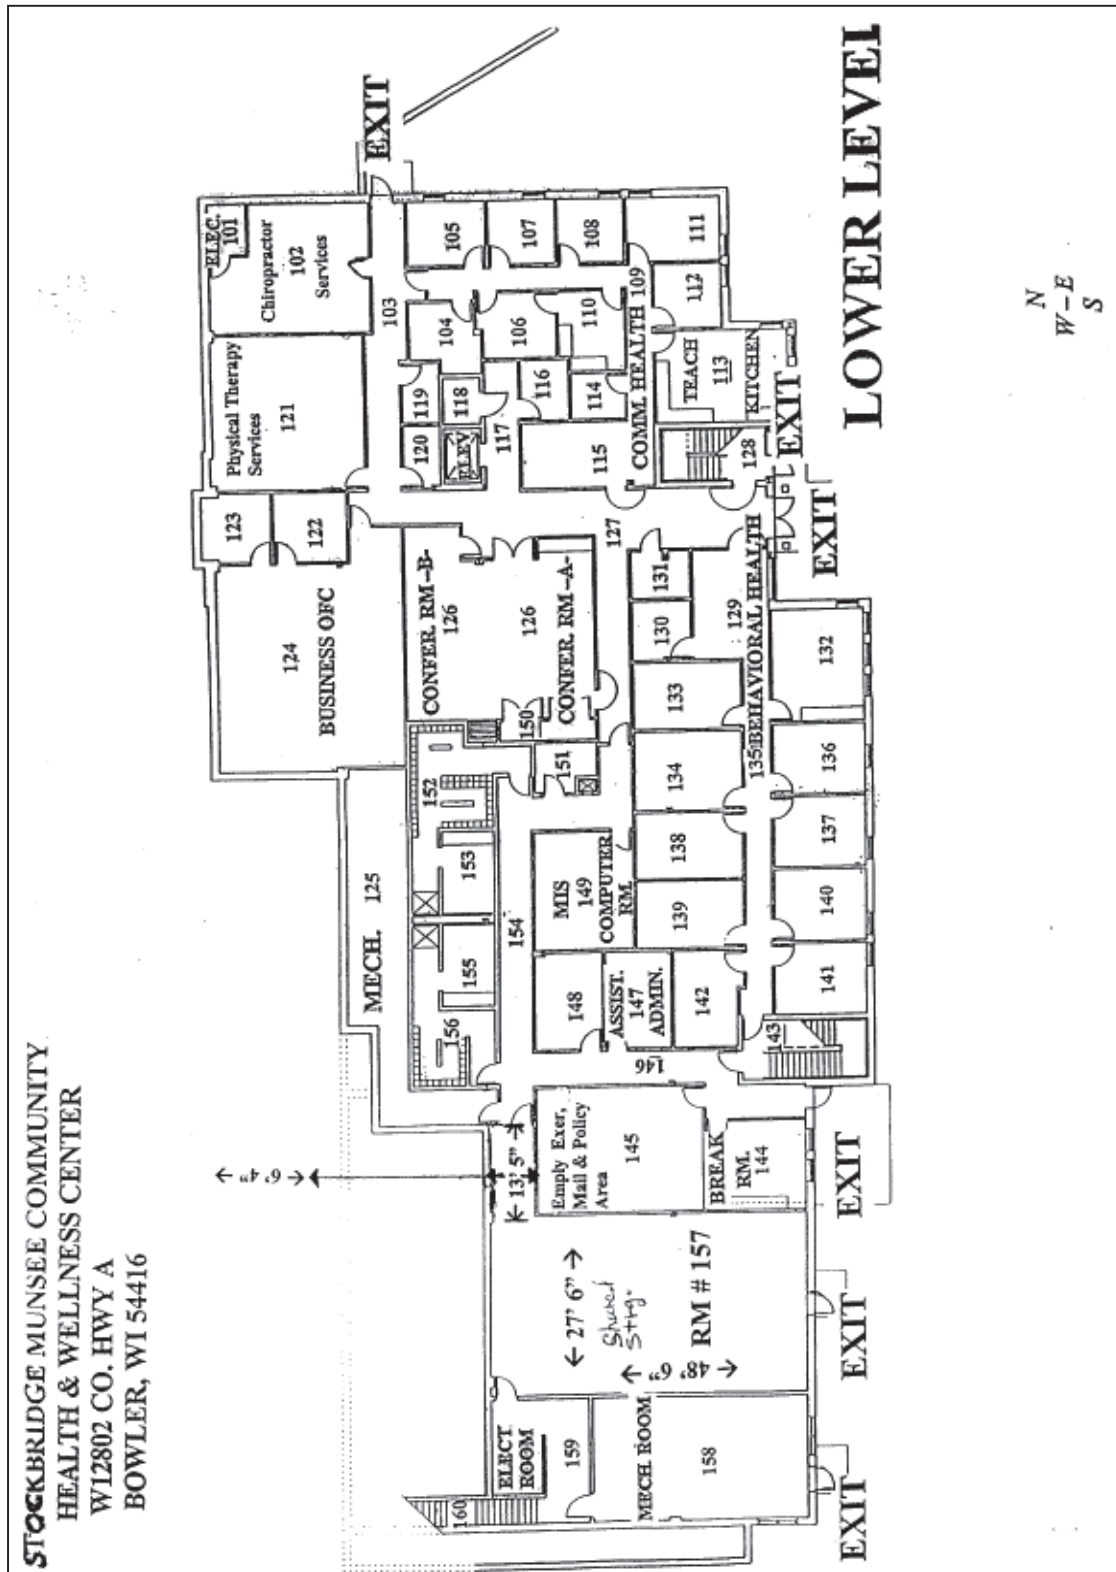 STOCKBRIDGE MUNSEE COMMUNITY
HEALTH & WELLNESS CENTER
W12802 CO. HWY A
BOWLER, WI 54416
LOWER LEVEL
N
W-E
S
ELEC.
101
Chiropractor
102
Services
103
Physical Therapy
Services
121
123
122
124
BUSINESS OFC
MECH. 125
EXIT
105
107
108
111
104
106
110
109
112
119
118
116
114
COMM. HEALTH
TEACH
113
KITCHEN
120
ELEV
117
115
128
EXIT
EXIT
127
CONFER. RM -B-
126
126
CONFER. RM -A-
150
151
131
130
129
BEHAVIORAL HEALTH
132
133
134
135
136
152
153
154
155
156
MIS
149
COMPUTER
RM.
138
139
137
140
141
148
ASSIST.
147
ADMIN.
142
143
146
6' 4"
13' 5"
Emply Exer,
Mail & Policy
Area
145
BREAK
RM.
144
EXIT
27' 6"
Shared
Strg.
48' 6"
RM # 157
EXIT
ELECT
ROOM
159
160
MECH ROOM
158
EXIT